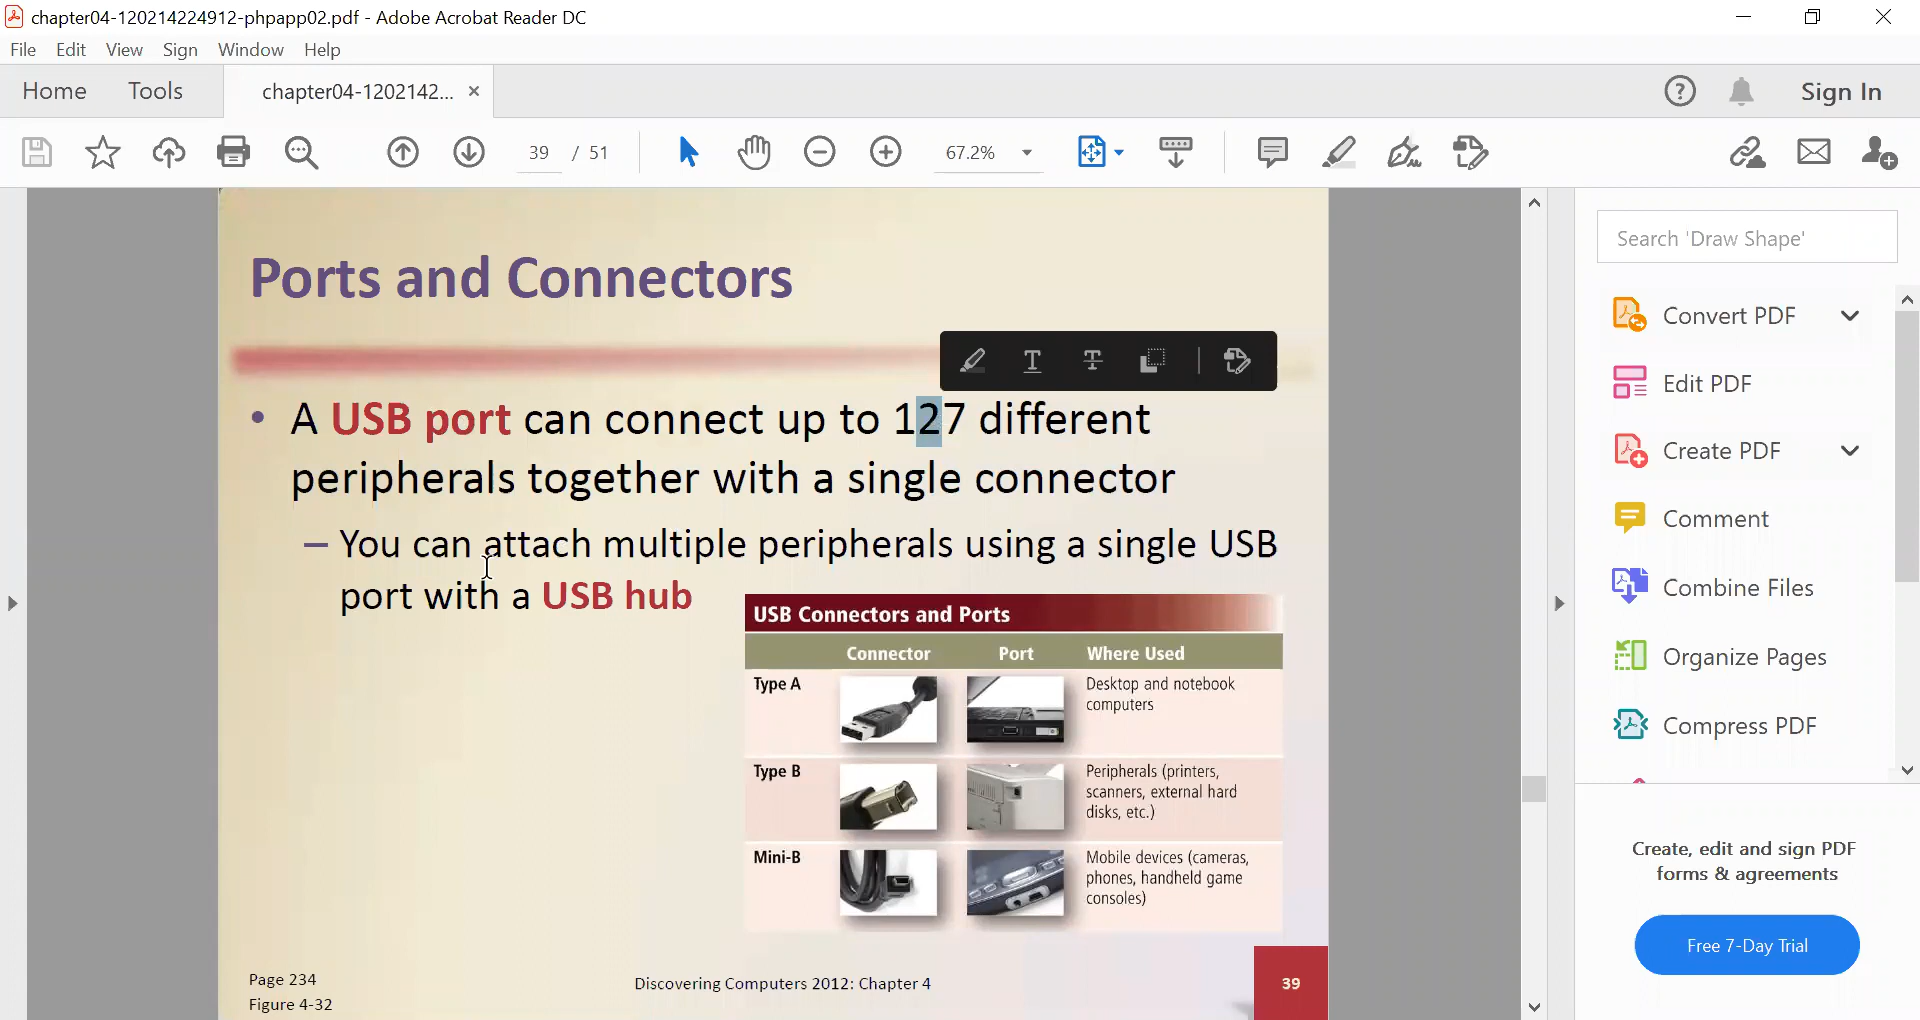 chapter04-120214224912-phpapp02.pdf - Adobe Acrobat Reader DC
File Edit View Sign Window Help
Home Tools chapter04-1202142... × Sign In
39 / 51 67.2%
Search 'Draw Shape'
Convert PDF
Edit PDF
Create PDF
Comment
Combine Files
Organize Pages
Compress PDF
Create, edit and sign PDF
forms & agreements
Free 7-Day Trial
Ports and Connectors
• A USB port can connect up to 127 different
peripherals together with a single connector
– You can attach multiple peripherals using a single USB
port with a USB hub
USB Connectors and Ports
Connector Port Where Used
Type A Desktop and notebook
computers
Type B Peripherals (printers,
scanners, external hard
disks, etc.)
Mini-B Mobile devices (cameras,
phones, handheld game
consoles)
Page 234
Figure 4-32
Discovering Computers 2012: Chapter 4
39